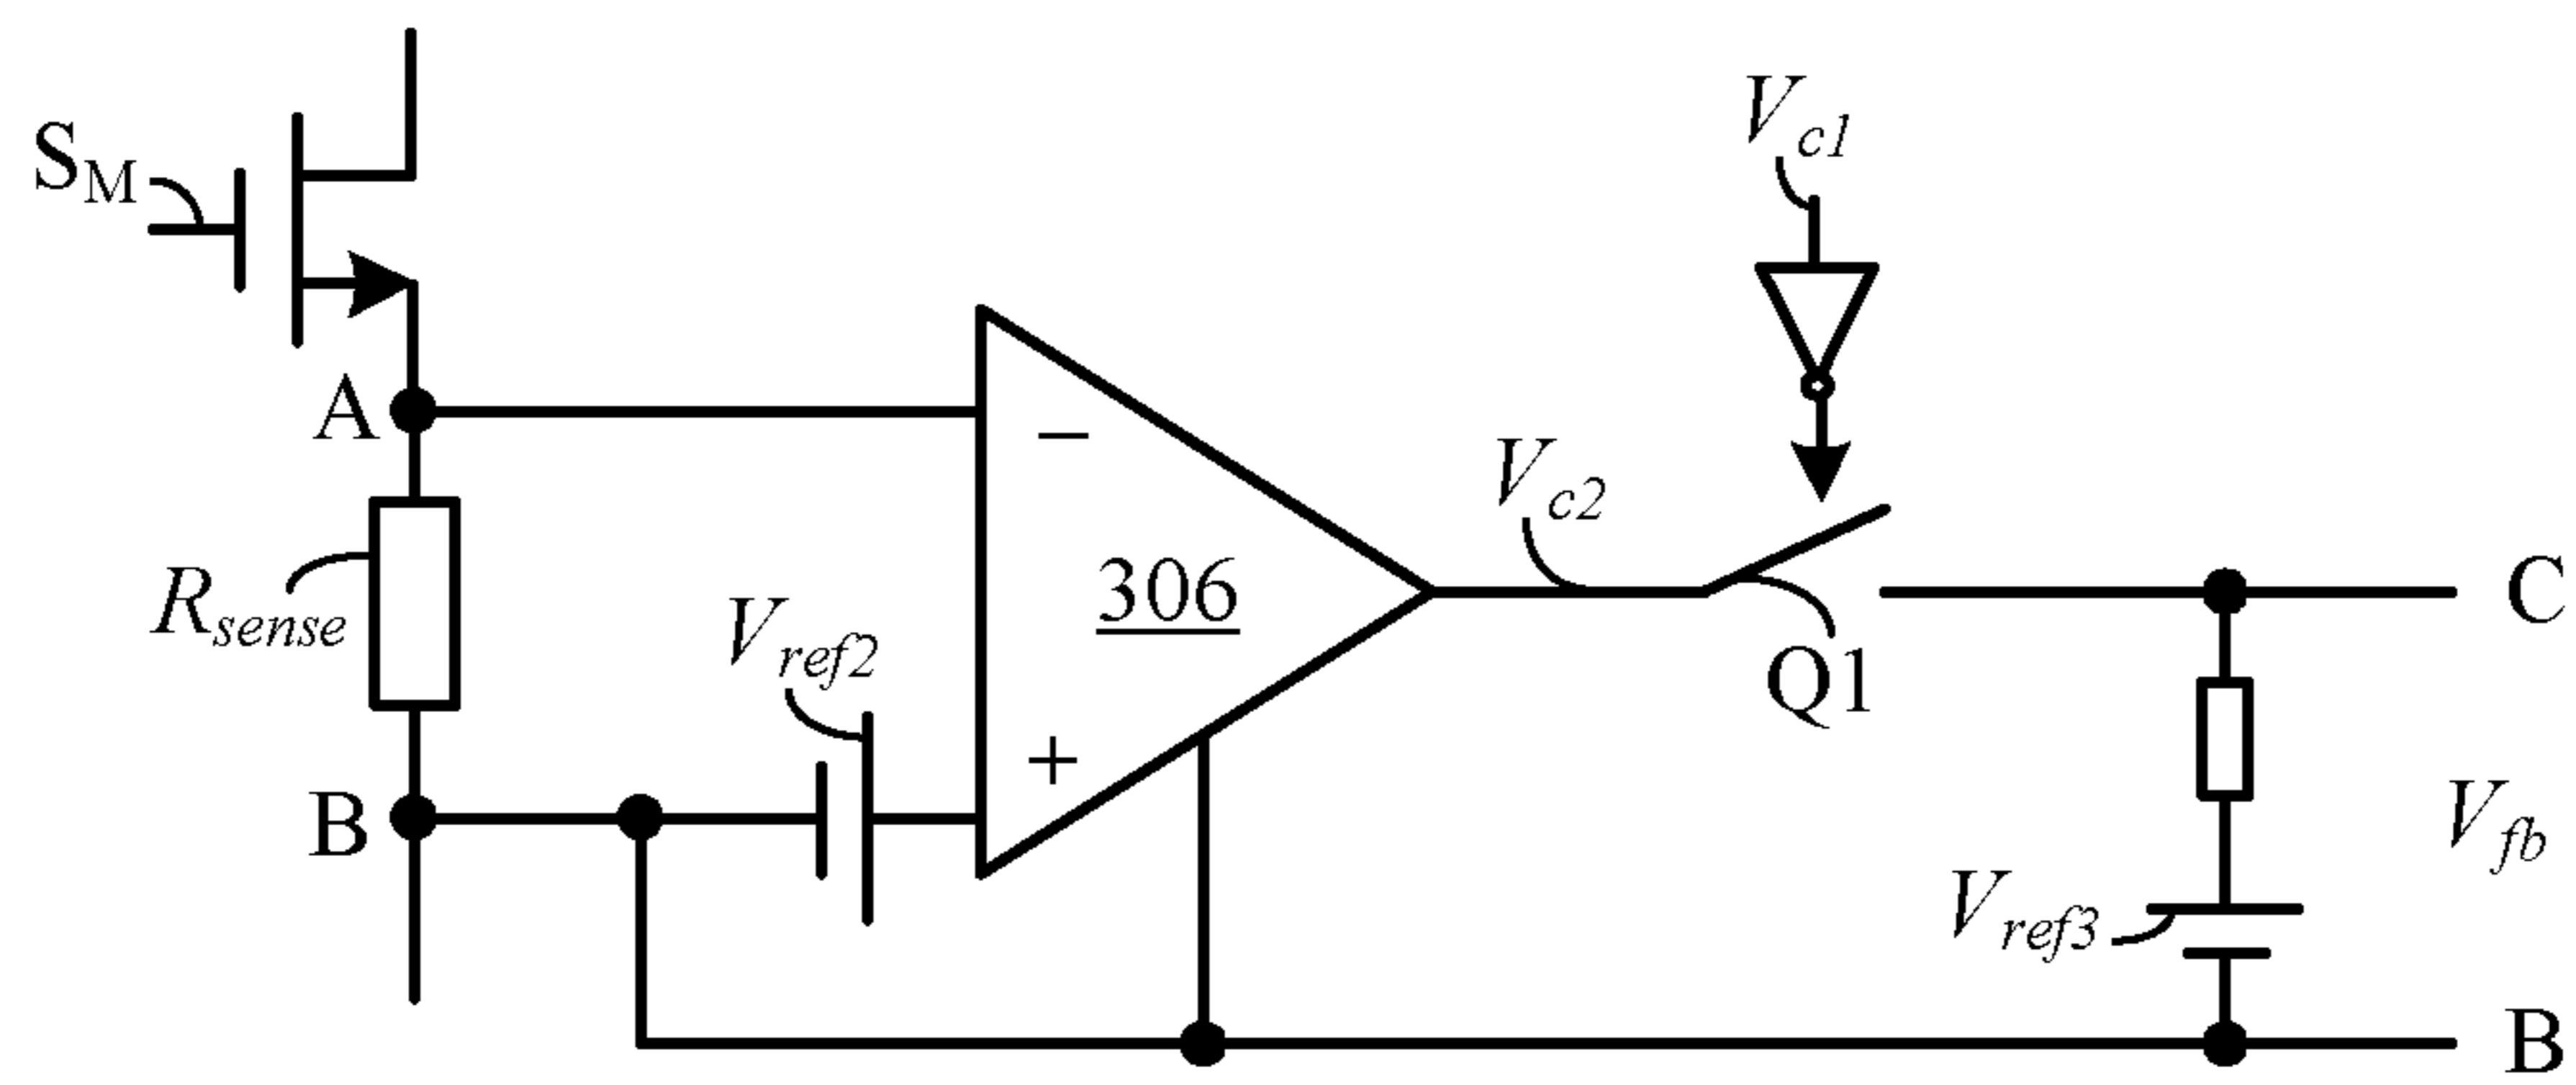 V_c1
S_M
A
−
V_c2
R_sense
V_ref2
306
Q1
C
+
B
V_fb
V_ref3
B